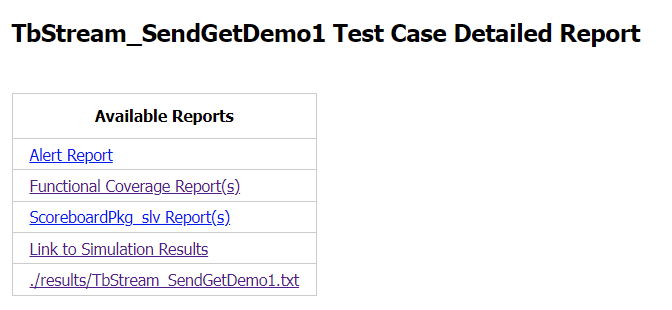 TbStream_SendGetDemo1 Test Case Detailed Report
Available Reports
Alert Report
Functional Coverage Report(s)
ScoreboardPkg_slv Report(s)
Link to Simulation Results
./results/TbStream_SendGetDemo1.txt